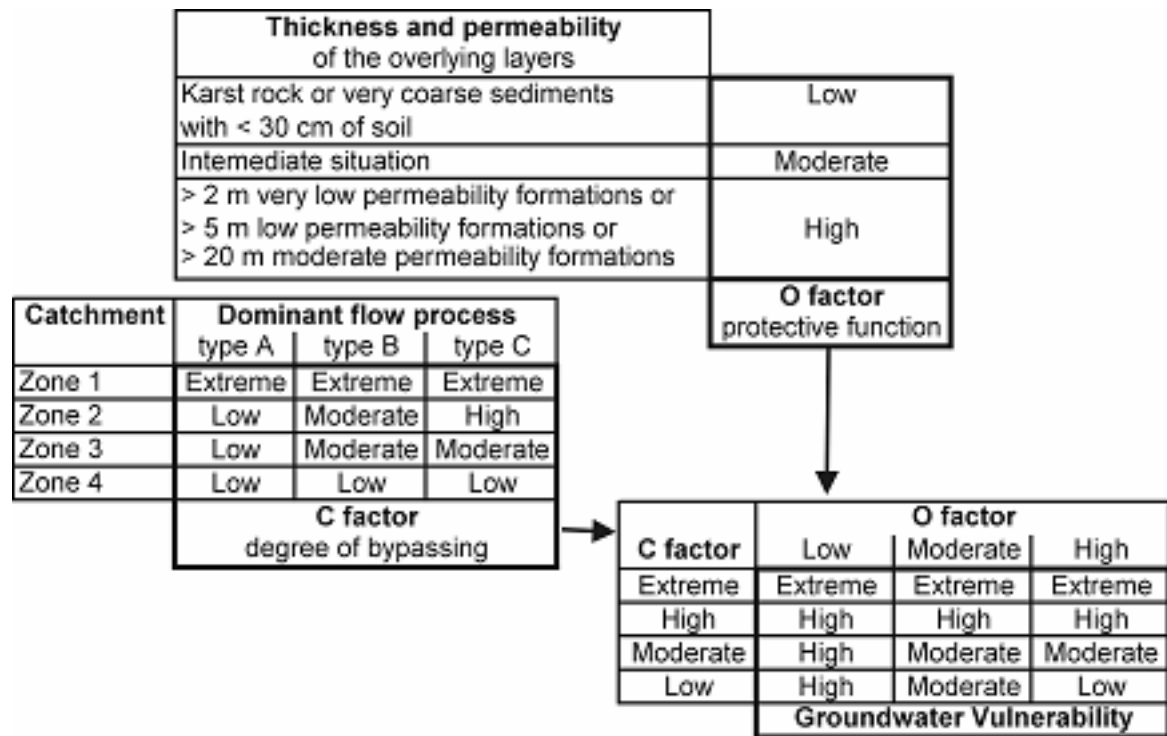 Thickness and permeability
of the overlying layers
Karst rock or very coarse sediments
with < 30 cm of soil
Low
Intemediate situation
Moderate
> 2 m very low permeability formations or
> 5 m low permeability formations or
> 20 m moderate permeability formations
High
O factor
protective function
Catchment Dominant flow process
type A type B type C
Zone 1 Extreme Extreme Extreme
Zone 2 Low Moderate High
Zone 3 Low Moderate Moderate
Zone 4 Low Low Low
C factor
degree of bypassing
O factor
C factor Low Moderate High
Extreme Extreme Extreme Extreme
High High High High
Moderate High Moderate Moderate
Low High Moderate Low
Groundwater Vulnerability